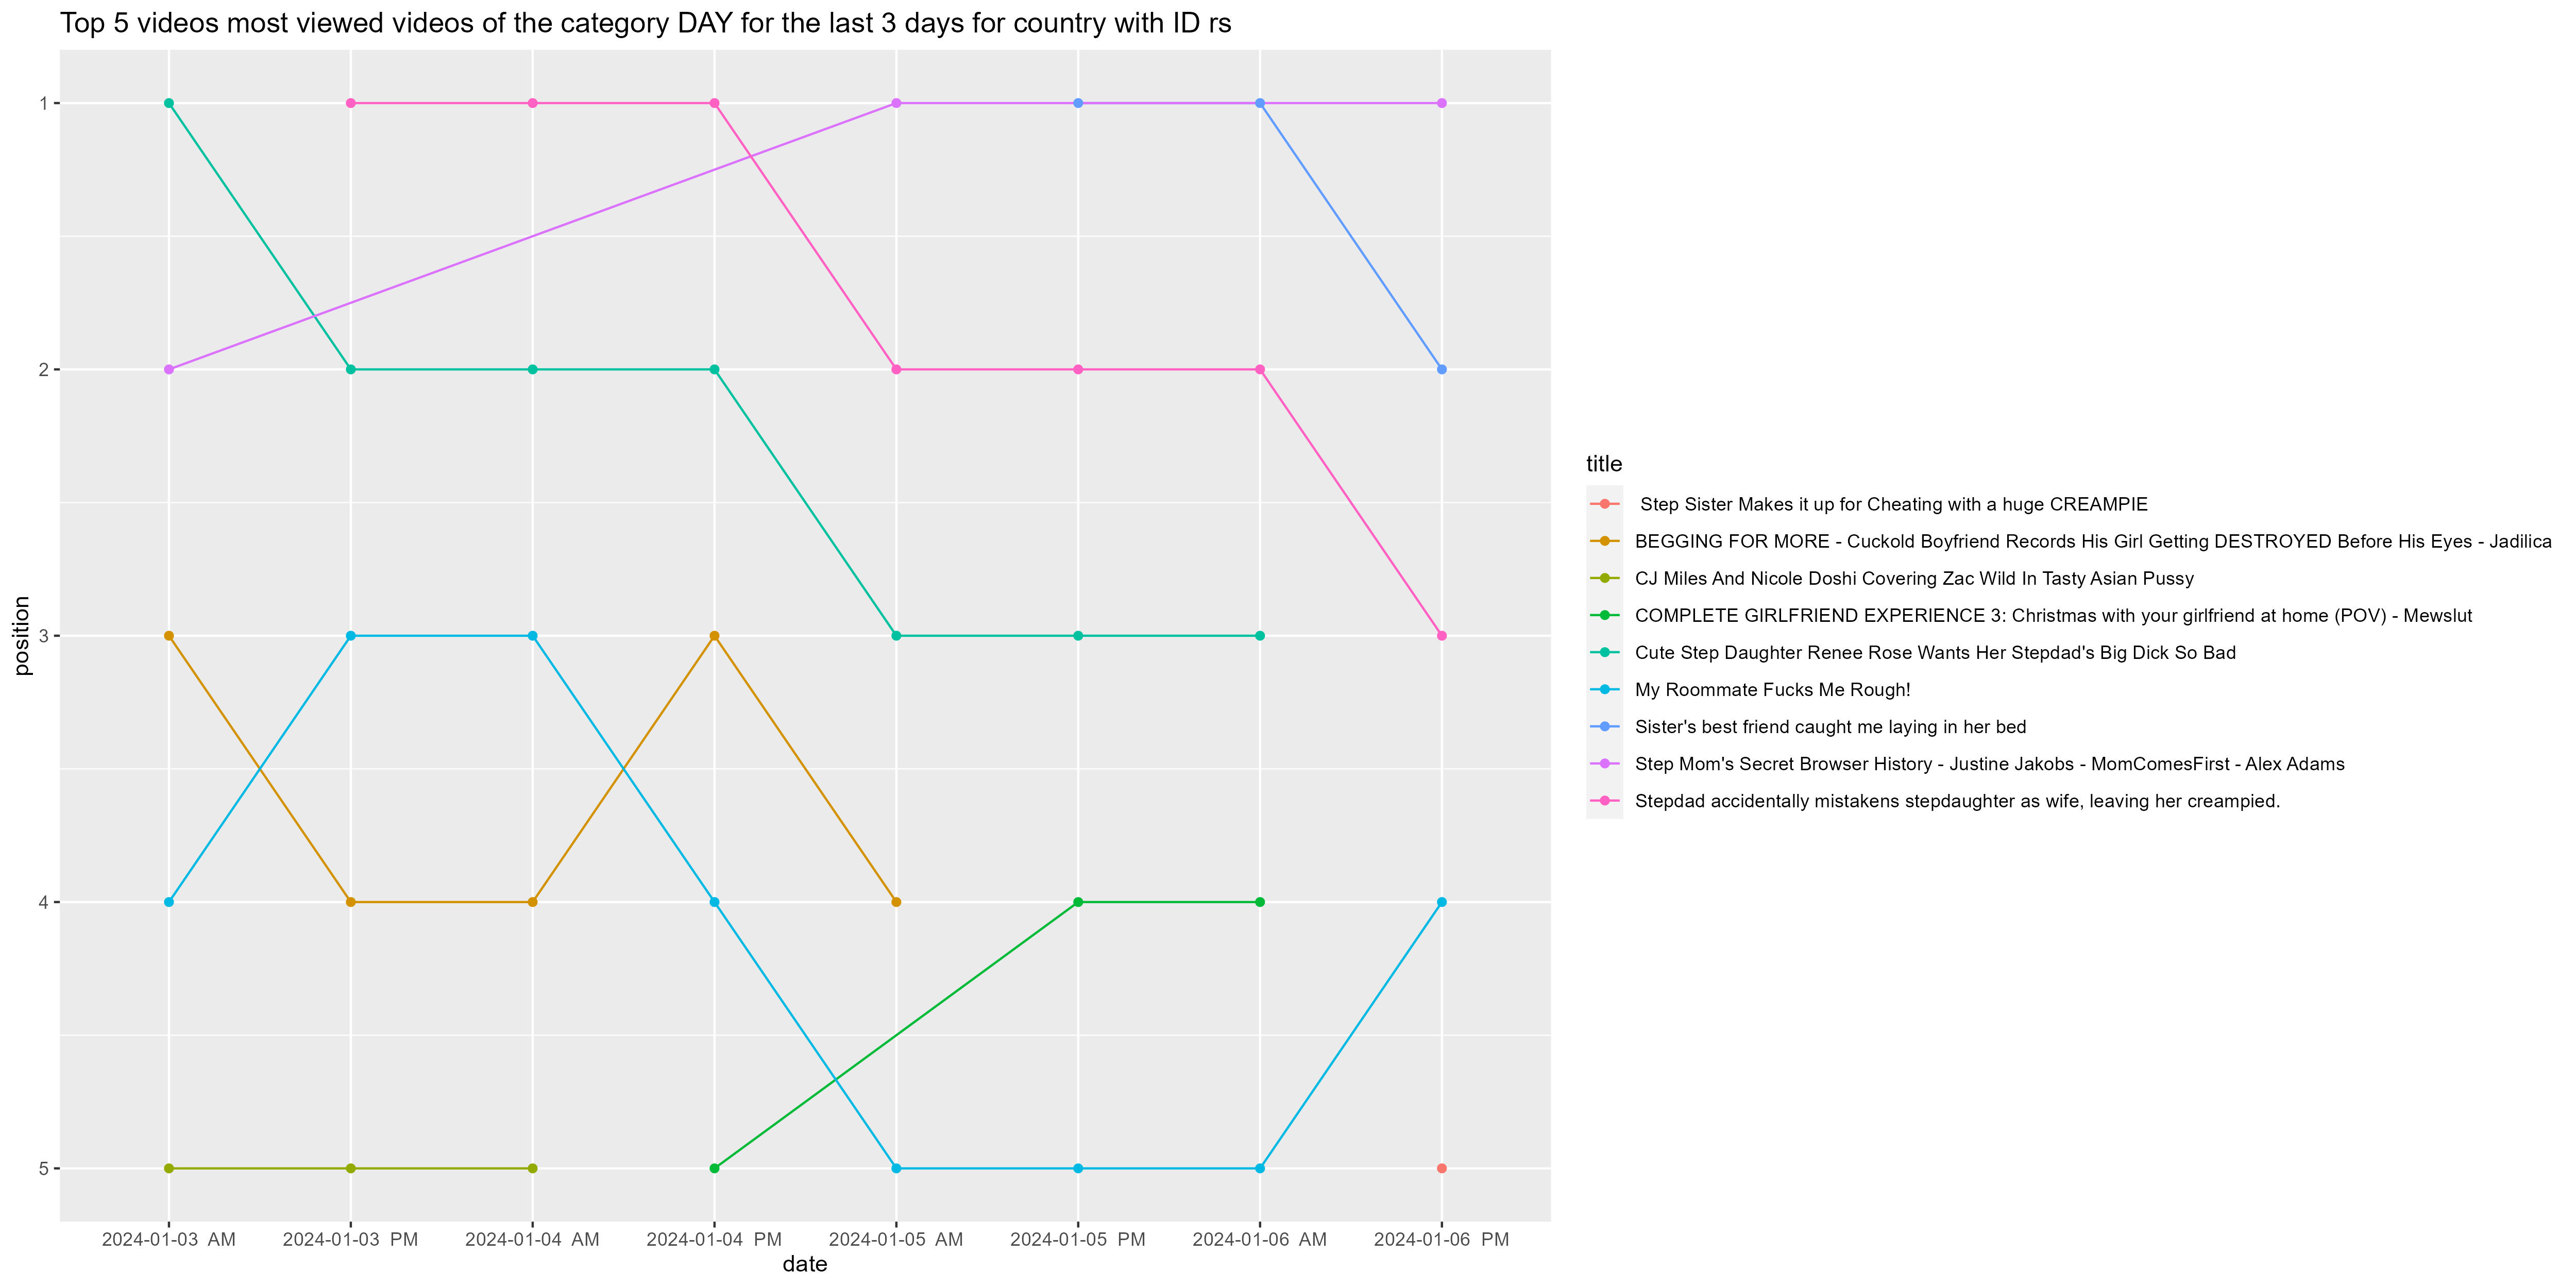 Top 5 videos most viewed videos of the category DAY for the last 3 days for country with ID rs
position
1
2
3
4
5
2024-01-03 AM
2024-01-03 PM
2024-01-04 AM
2024-01-04 PM
2024-01-05 AM
2024-01-05 PM
2024-01-06 AM
2024-01-06 PM
date
title
Step Sister Makes it up for Cheating with a huge CREAMPIE
BEGGING FOR MORE - Cuckold Boyfriend Records His Girl Getting DESTROYED Before His Eyes - Jadilica
CJ Miles And Nicole Doshi Covering Zac Wild In Tasty Asian Pussy
COMPLETE GIRLFRIEND EXPERIENCE 3: Christmas with your girlfriend at home (POV) - Mewslut
Cute Step Daughter Renee Rose Wants Her Stepdad's Big Dick So Bad
My Roommate Fucks Me Rough!
Sister's best friend caught me laying in her bed
Step Mom's Secret Browser History - Justine Jakobs - MomComesFirst - Alex Adams
Stepdad accidentally mistakens stepdaughter as wife, leaving her creampied.